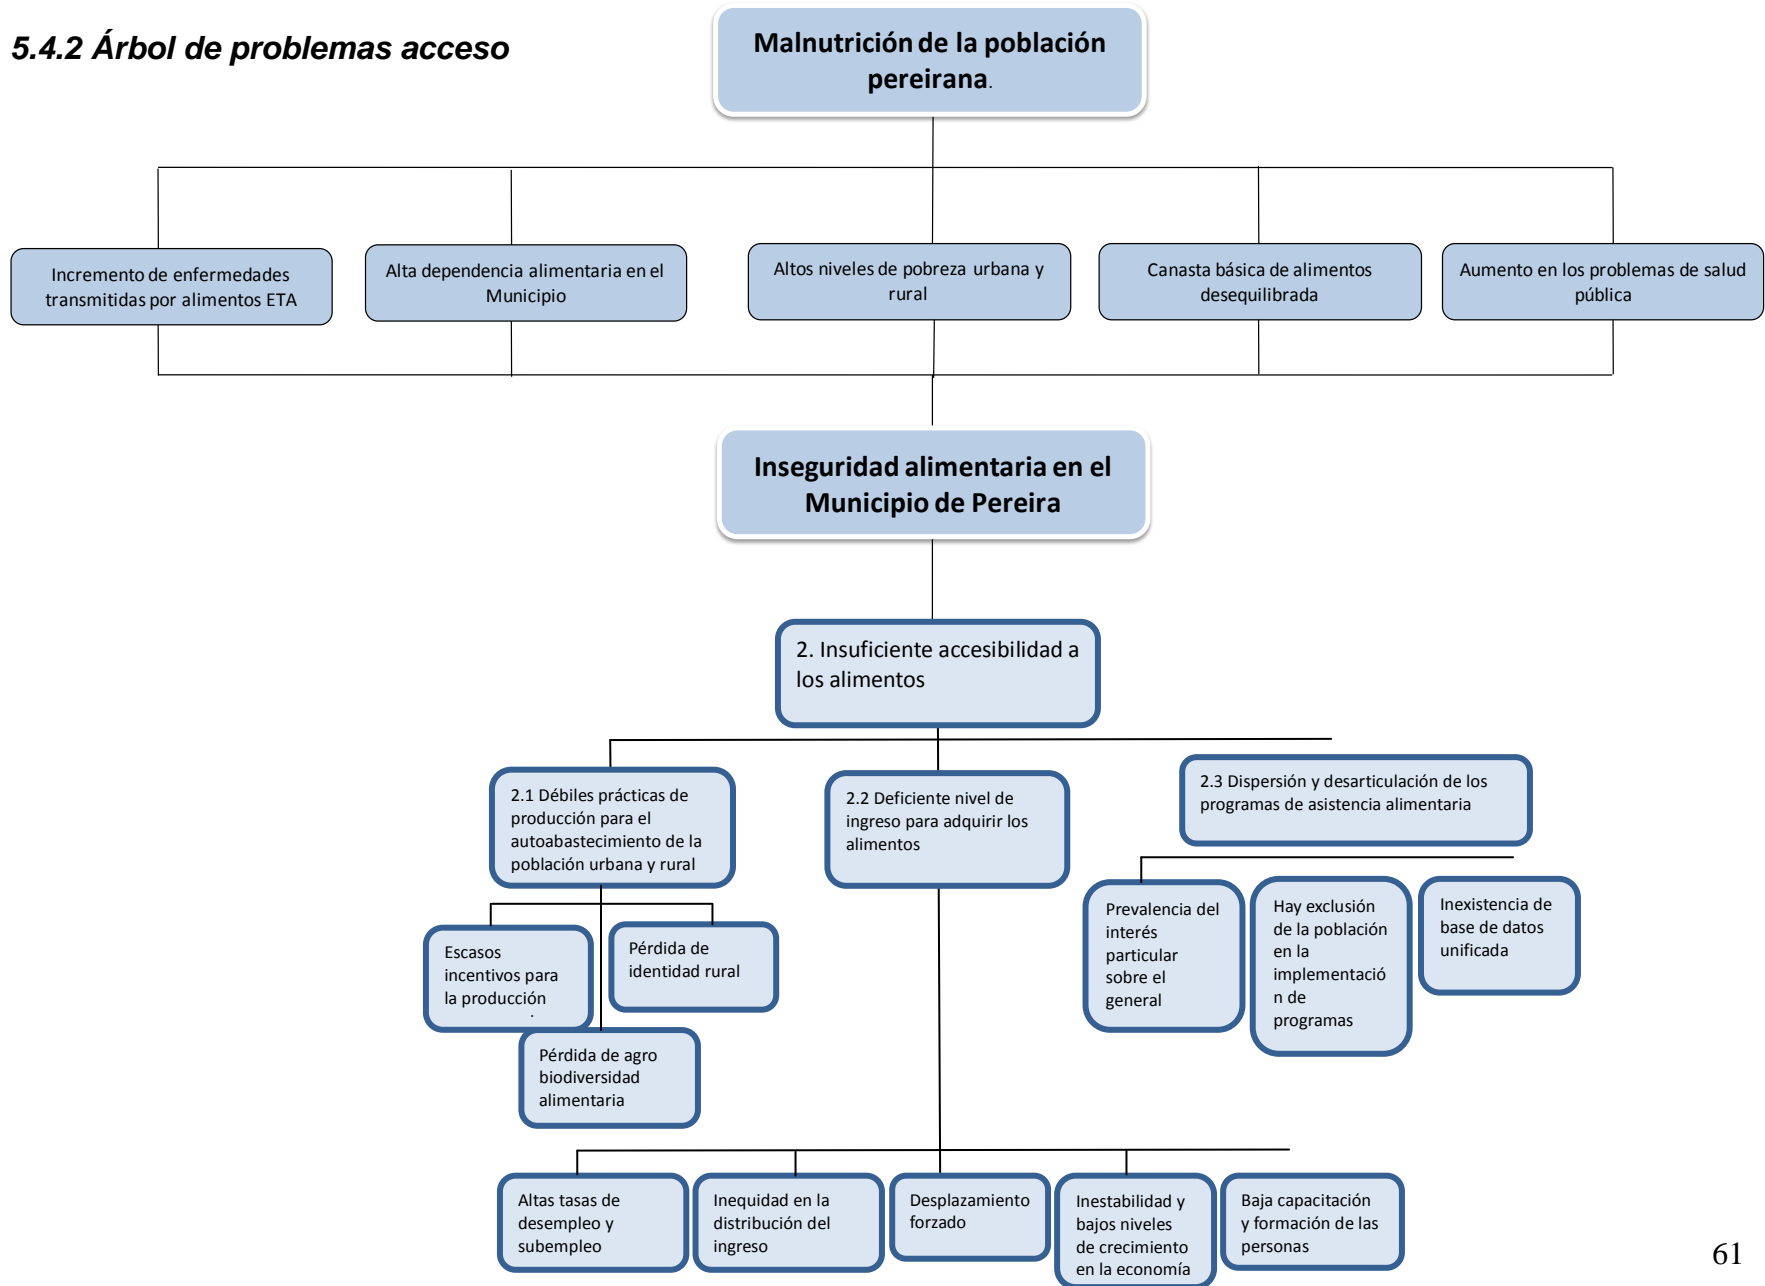 5.4.2 Árbol de problemas acceso
Malnutrición de la población
pereirana.
Incremento de enfermedades
transmitidas por alimentos ETA
Alta dependencia alimentaria en el
Municipio
Altos niveles de pobreza urbana y
rural
Canasta básica de alimentos
desequilibrada
Aumento en los problemas de salud
pública
Inseguridad alimentaria en el
Municipio de Pereira
2. Insuficiente accesibilidad a
los alimentos
2.1 Débiles prácticas de
producción para el
autoabastecimiento de la
población urbana y rural
2.2 Deficiente nivel de
ingreso para adquirir los
alimentos
2.3 Dispersión y desarticulación de los
programas de asistencia alimentaria
Escasos
incentivos para
la producción
Pérdida de
identidad rural
Pérdida de agro
biodiversidad
alimentaria
Prevalencia del
interés
particular
sobre el
general
Hay exclusión
de la población
en la
implementació
n de
programas
Inexistencia de
base de datos
unificada
Altas tasas de
desempleo y
subempleo
Inequidad en la
distribución del
ingreso
Desplazamiento
forzado
Inestabilidad y
bajos niveles
de crecimiento
en la economía
Baja capacitación
y formación de las
personas
61